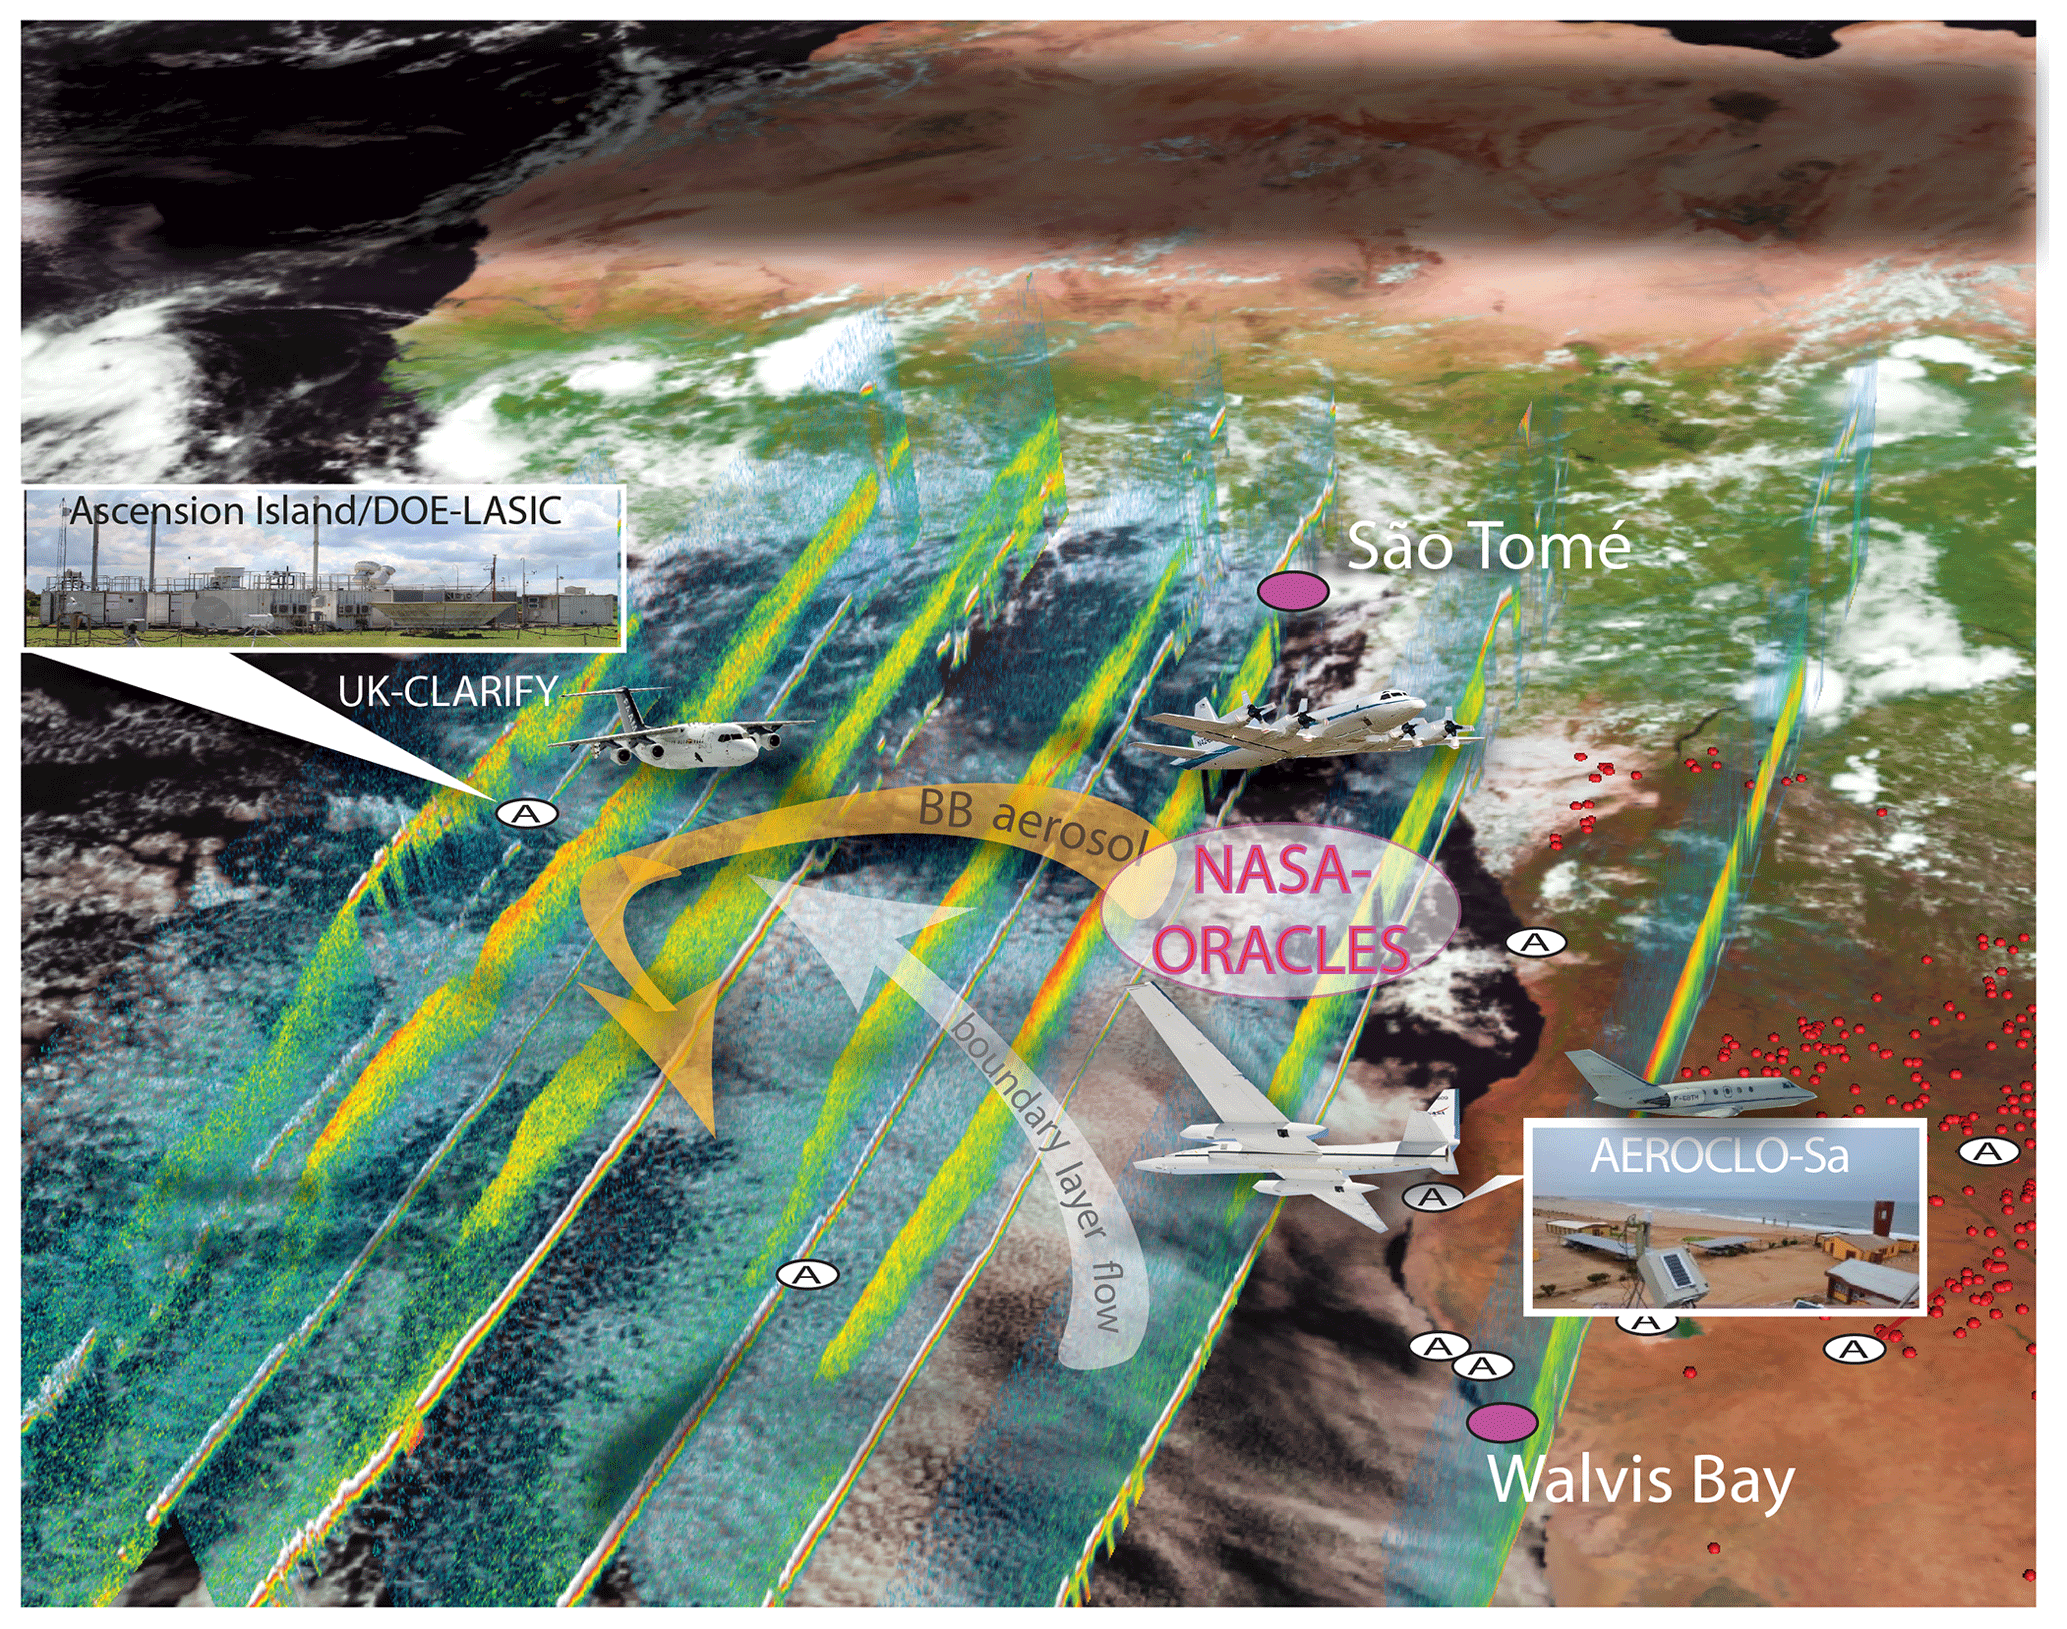 Ascension Island/DOE-LASIC
São Tomé
UK-CLARIFY
A
BB aerosol
NASA-
ORACLES
A
boundary layer flow
AEROCLO-Sa
A
A
A
A
A
A
A
Walvis Bay